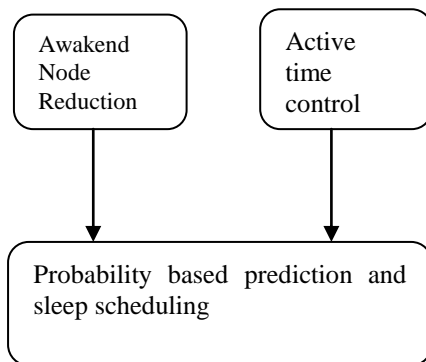 Awakend
Node
Reduction
Active
time
control
Probability based prediction and
sleep scheduling